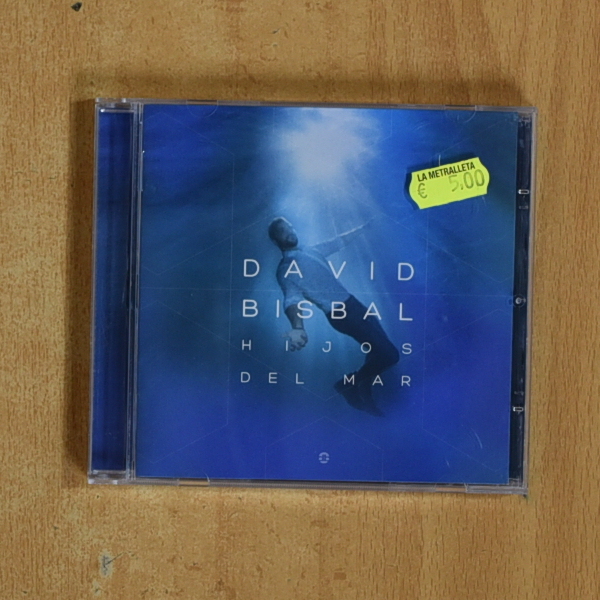 LA METRALLETA
€ 5.00
DAVID
BISBAL
HIJOS
DEL MAR